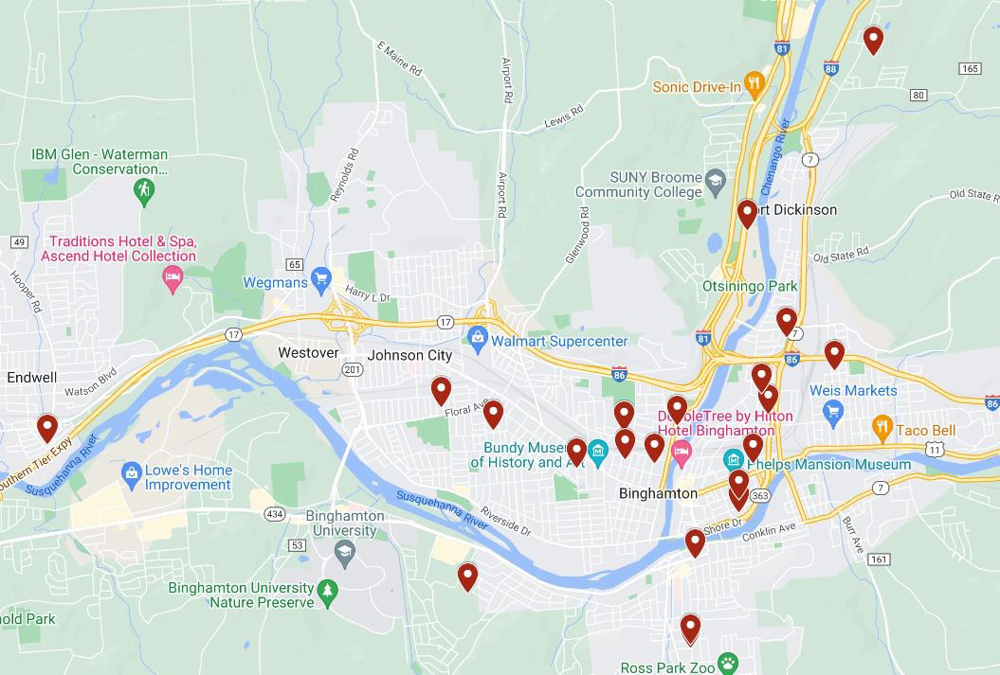 81
88
165
E Maine Rd
Airport Rd
Sonic Drive-In
80
Lewis Rd
Chenango River
7
IBM Glen - Waterman
Conservation...
Reynolds Rd
Airport Rd
SUNY Broome
Community College
Old State R
Glenwood Rd
ort Dickinson
49
Traditions Hotel & Spa,
Ascend Hotel Collection
65
Old State Rd
Hooper Rd
Wegmans
Harry L Dr
Otsiningo Park
17
17
Walmart Supercenter
81
7
Westover
Johnson City
201
86
86
Endwell
Watson Blvd
Weis Markets
Floral Ave
86
DoubleTree by Hilton
Hotel Binghamton
Taco Bell
Southern Tier Expy
Susquehanna River
Bundy Museum
of History and Art
11
Lowe's Home
Improvement
Phelps Mansion Museum
Susquehanna River
Binghamton
363
7
434
Binghamton
University
Riverside Dr
Shore Dr
Conklin Ave
53
Burr Ave
161
Binghamton University
Nature Preserve
nold Park
Ross Park Zoo